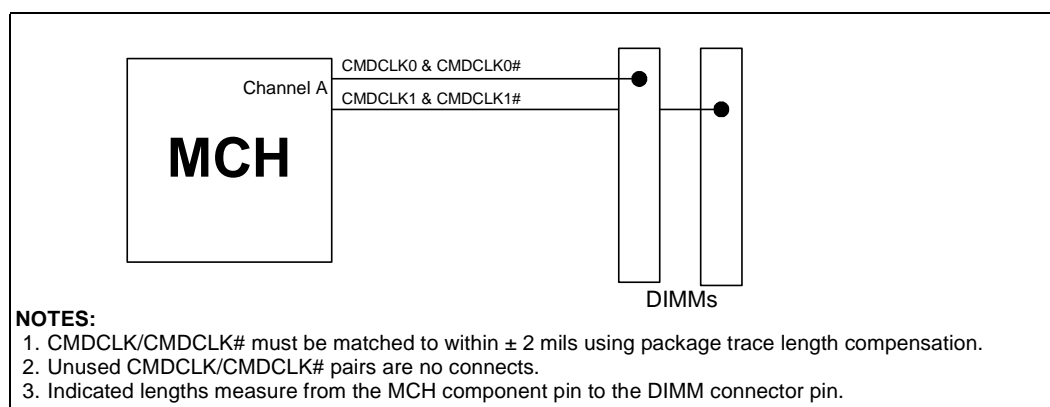 CMDCLK0 & CMDCLK0#
Channel A
CMDCLK1 & CMDCLK1#
MCH
DIMMs
NOTES:
1. CMDCLK/CMDCLK# must be matched to within ± 2 mils using package trace length compensation.
2. Unused CMDCLK/CMDCLK# pairs are no connects.
3. Indicated lengths measure from the MCH component pin to the DIMM connector pin.